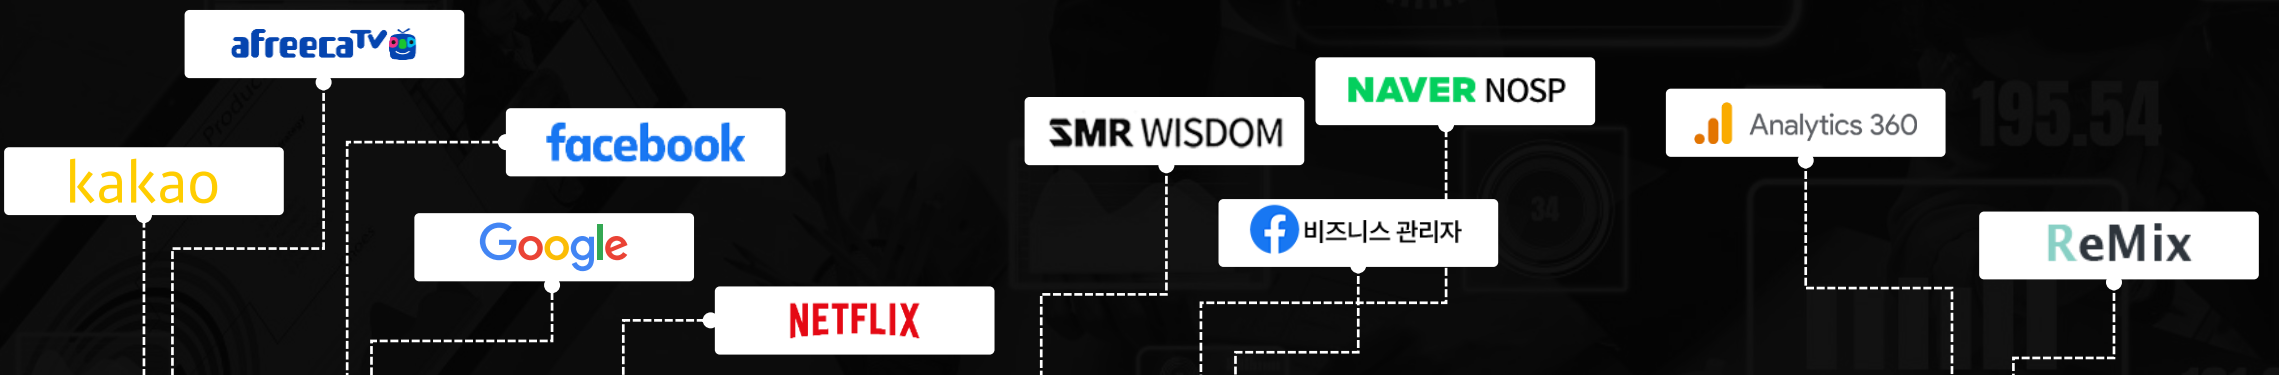 afreecaTV
kakao
facebook
Google
NETFLIX
SMR WISDOM
NAVER NOSP
비즈니스 관리자
Analytics 360
ReMix
195.54
34